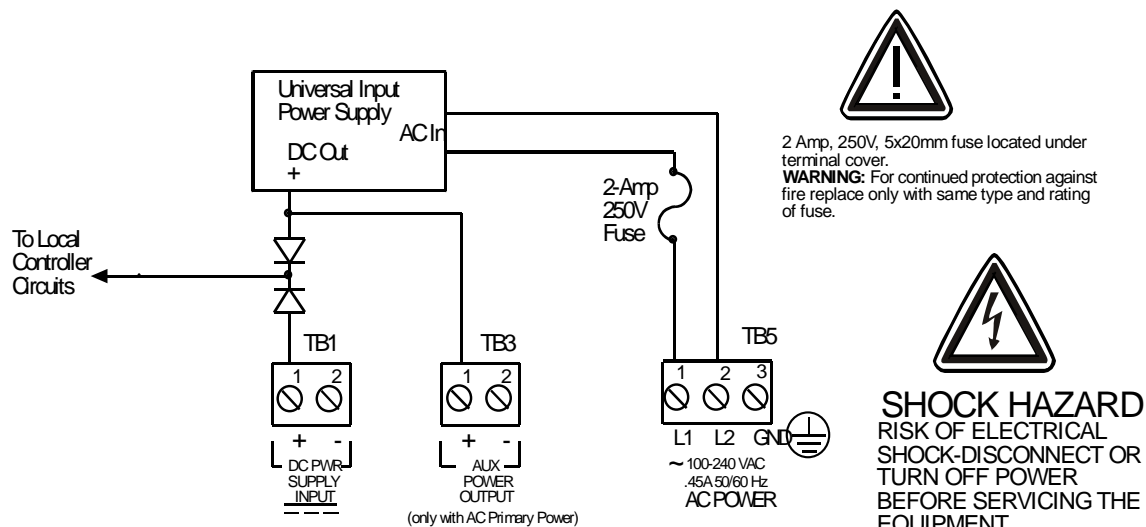 Universal Input
Power Supply
AC In
DC Out
+
2-Amp
250V
Fuse
To Local
Controller
Circuits
2 Amp, 250V, 5x20mm fuse located under
terminal cover.
WARNING: For continued protection against
fire replace only with same type and rating
of fuse.
TB1
1 2
+ -
DC PWR
SUPPLY
INPUT
TB3
1 2
+ -
AUX
POWER
OUTPUT
(only with AC Primary Power)
TB5
1 2 3
L1 L2 GND
~ 100-240 VAC
.45A 50/60 Hz
AC POWER
!
SHOCK HAZARD
RISK OF ELECTRICAL
SHOCK-DISCONNECT OR
TURN OFF POWER
BEFORE SERVICING THE
EQUIPMENT